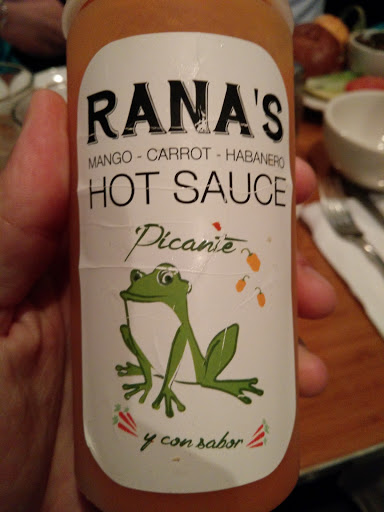 RANA'S
MANGO - CARROT - HABANERO
HOT SAUCE
Picante
y con sabor